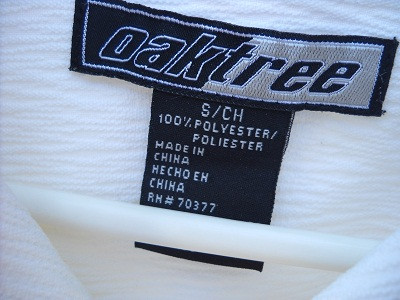 oaktree
S/CH
100% POLYESTER/
POLIESTER
MADE IN
CHINA
HECHO EN
CHINA
RN# 70377